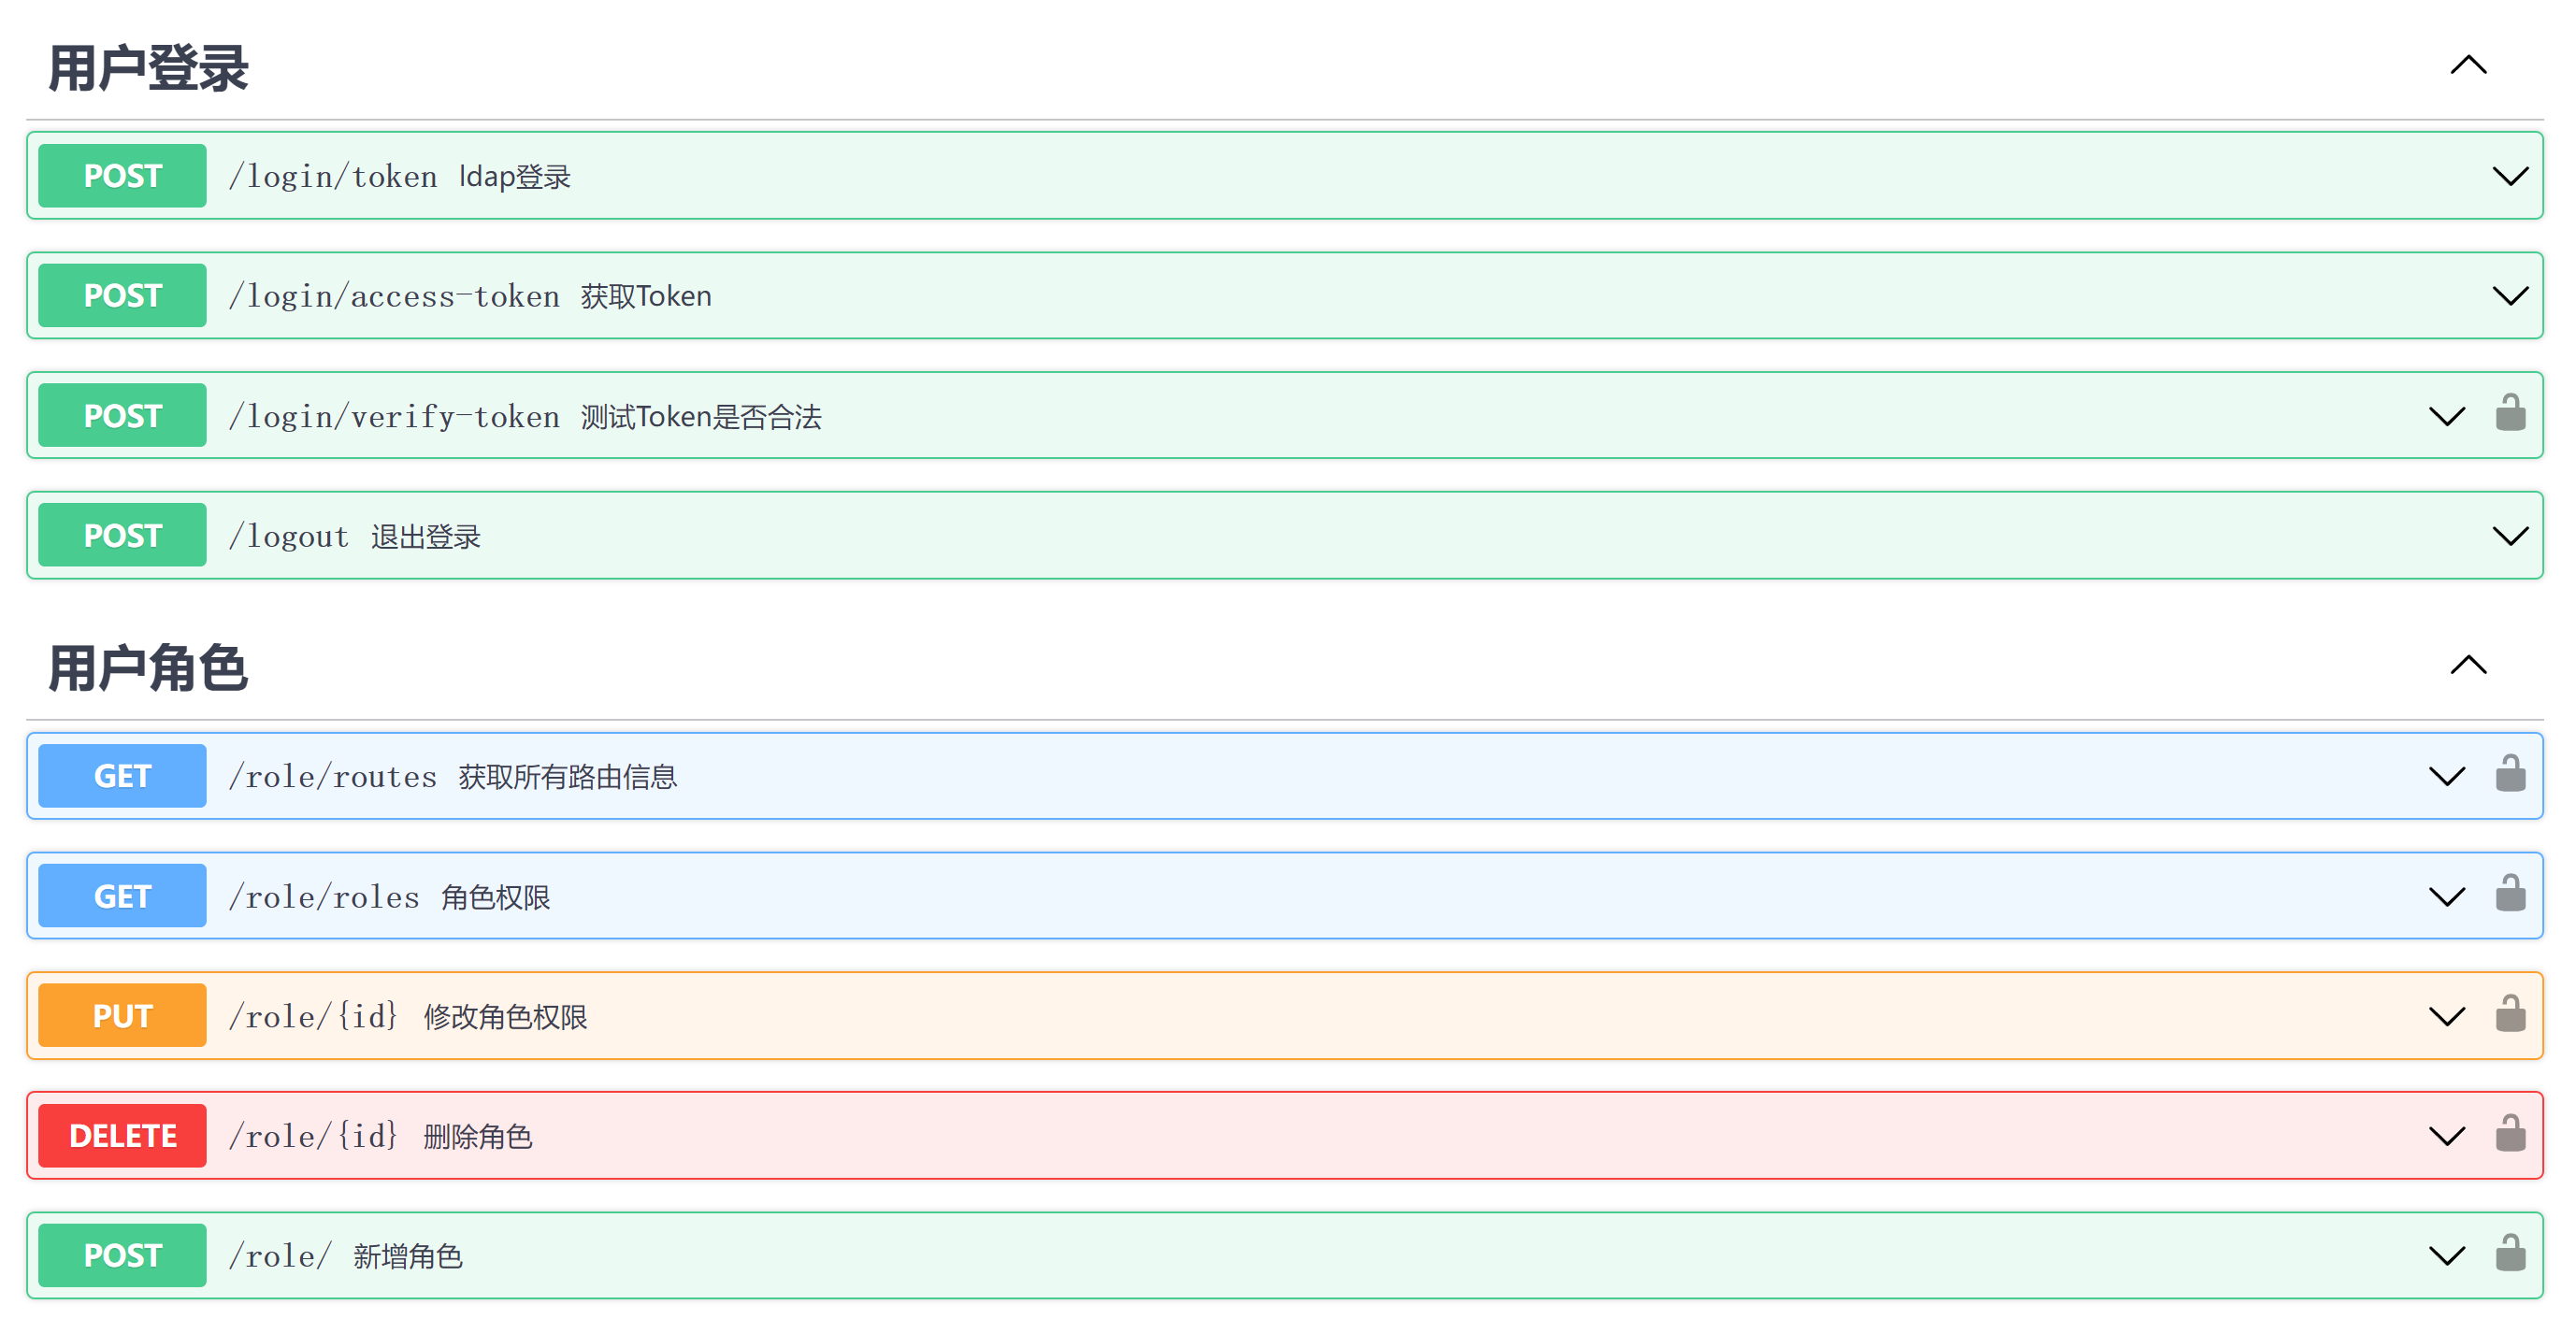 用户登录
POST /login/token ldap登录
POST /login/access-token 获取Token
POST /login/verify-token 测试Token是否合法
POST /logout 退出登录
用户角色
GET /role/routes 获取所有路由信息
GET /role/roles 角色权限
PUT /role/{id} 修改角色权限
DELETE /role/{id} 删除角色
POST /role/ 新增角色